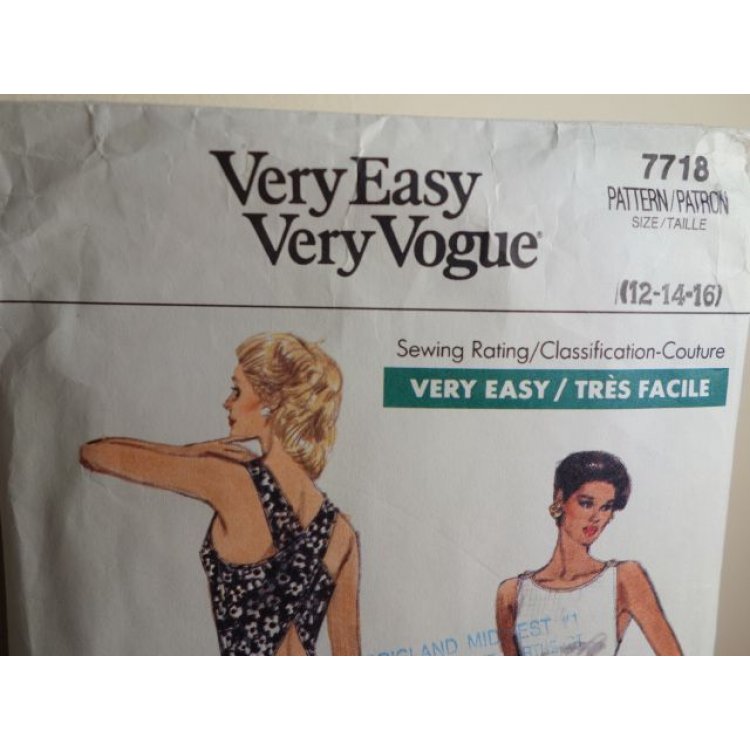 Very Easy
Very Vogue®
7718
PATTERN/PATRON
SIZE/TAILLE
(12-14-16)
Sewing Rating/Classification-Couture
VERY EASY / TRÈS FACILE
#1